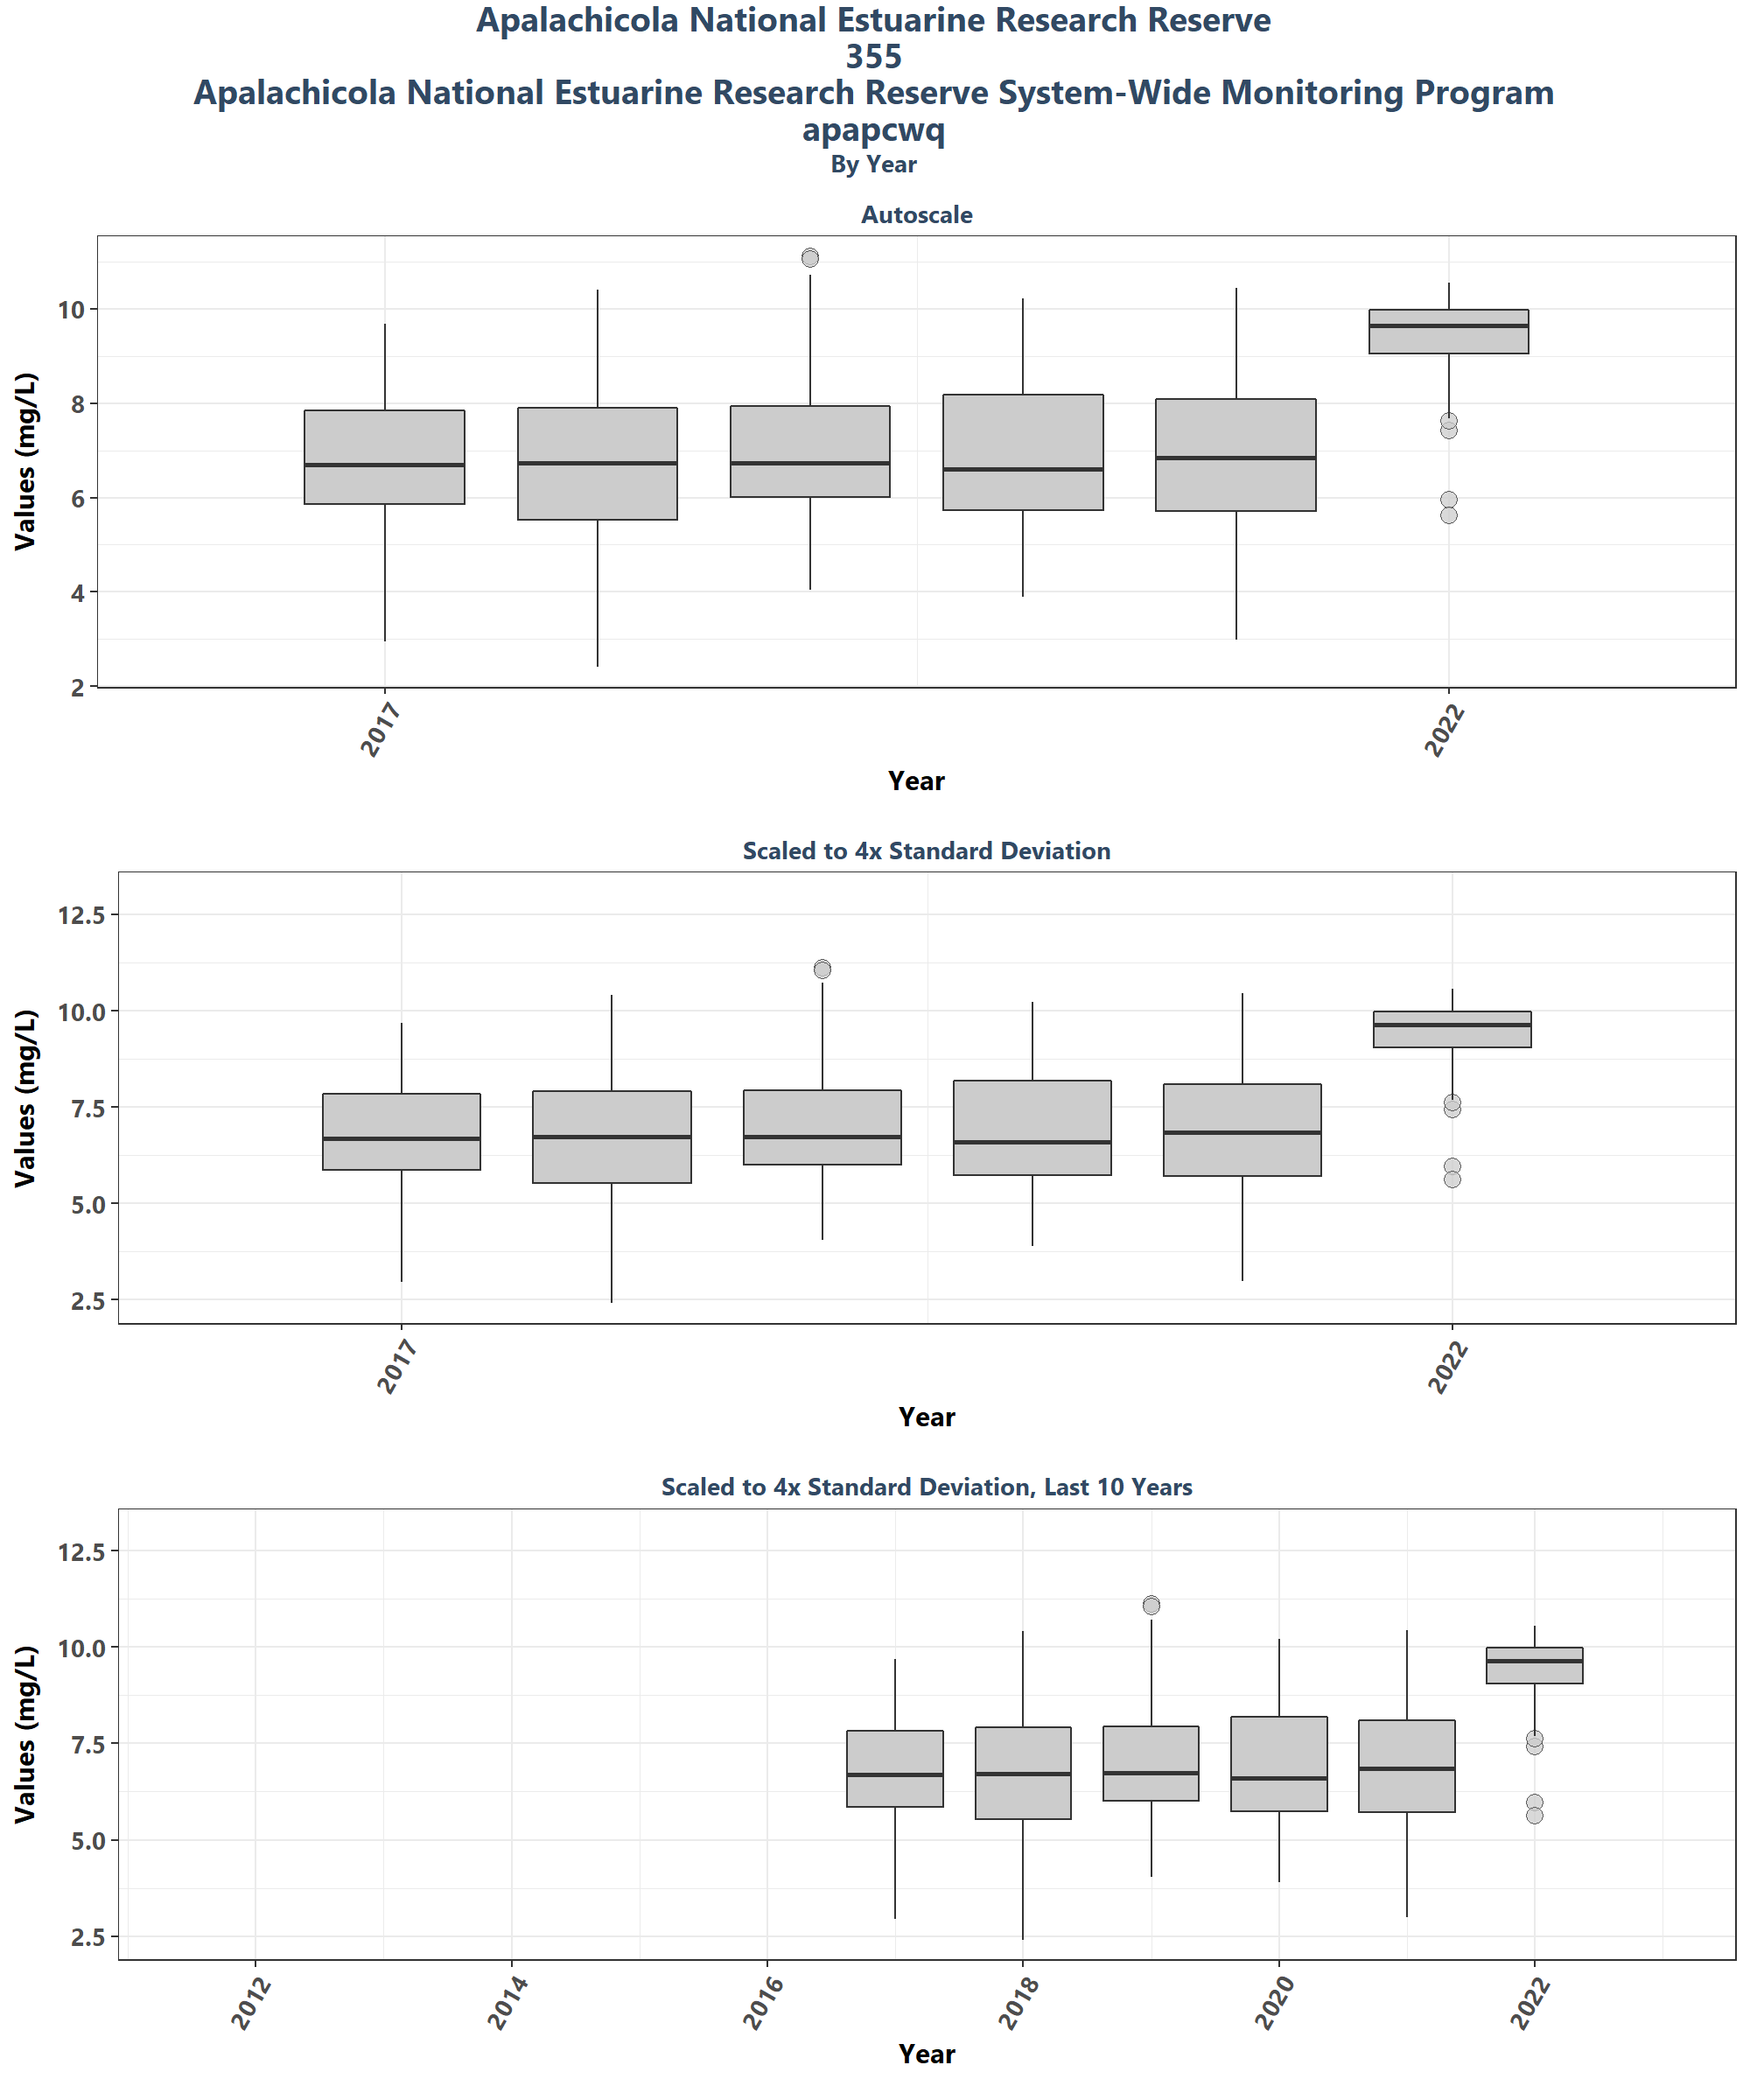 Apalachicola National Estuarine Research Reserve
355
Apalachicola National Estuarine Research Reserve System-Wide Monitoring Program
apapcwq
By Year
Autoscale
Values (mg/L)
10
8
6
4
2
2017
2022
Year
Scaled to 4x Standard Deviation
Values (mg/L)
12.5
10.0
7.5
5.0
2.5
2017
2022
Year
Scaled to 4x Standard Deviation, Last 10 Years
Values (mg/L)
12.5
10.0
7.5
5.0
2.5
2012
2014
2016
2018
2020
2022
Year